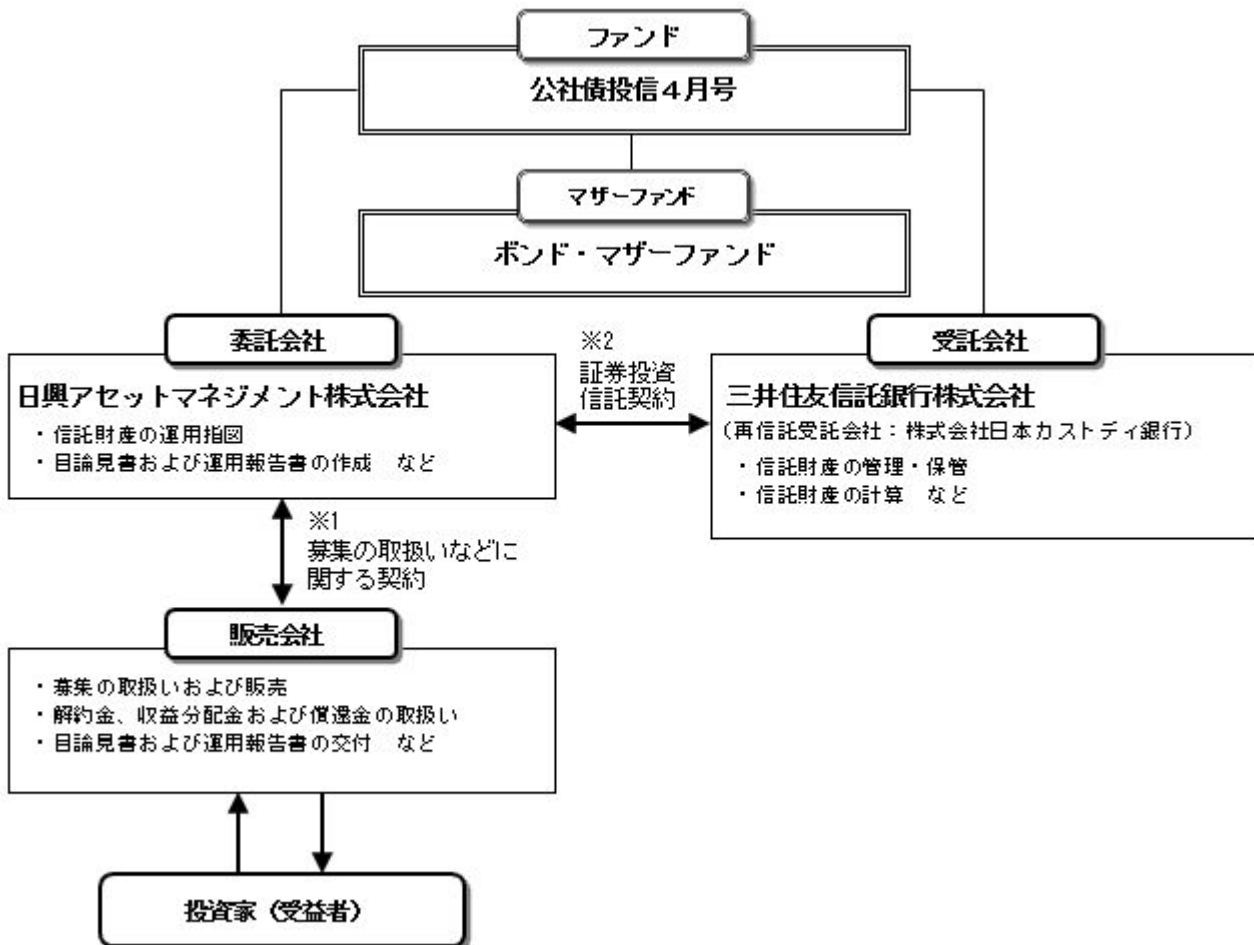 ファンド
公社債投信4月号
マザーファンド
ボンド・マザーファンド
委託会社
日興アセットマネジメント株式会社
・信託財産の運用指図
・目論見書および運用報告書の作成 など
※2
証券投資
信託契約
受託会社
三井住友信託銀行株式会社
(再信託受託会社:株式会社日本カストディ銀行)
・信託財産の管理・保管
・信託財産の計算 など
※1
募集の取扱いなどに
関する契約
販売会社
・募集の取扱いおよび販売
・解約金、収益分配金および償還金の取扱い
・目論見書および運用報告書の交付 など
投資家(受益者)